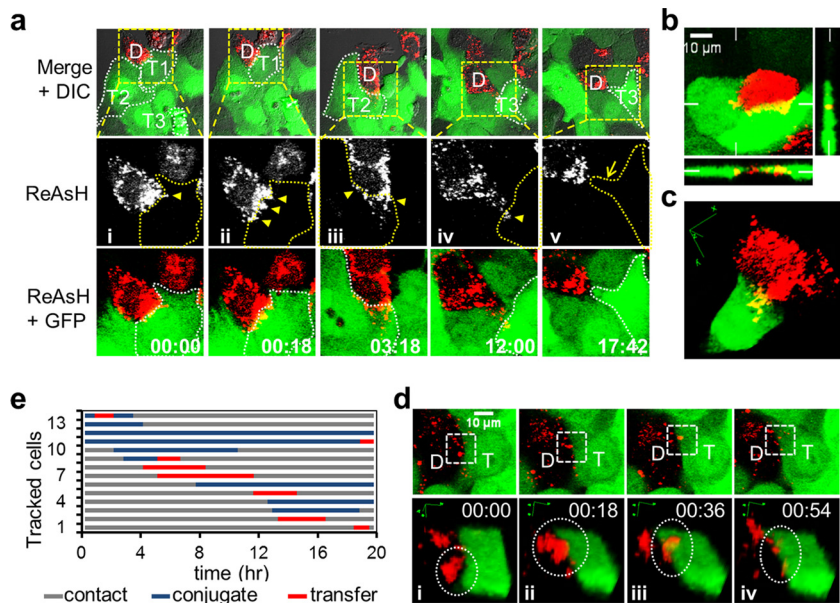 a
Merge
+ DIC
D
T1
T2
T3
D
T1
D
T2
D
T3
D
T3
ReAsH
i
ii
iii
iv
v
ReAsH
+ GFP
00:00
00:18
03:18
12:00
17:42
b
10 µm
c
e
Tracked cells
13
10
7
4
1
0
4
8
12
16
20
time (hr)
contact
conjugate
transfer
d
10 µm
D
T
D
T
D
T
D
T
00:00
00:18
00:36
00:54
i
ii
iii
iv